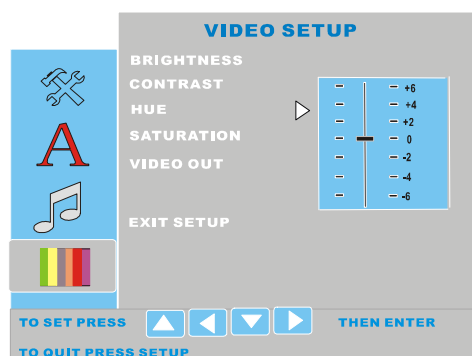 VIDEO SETUP
BRIGHTNESS
CONTRAST
HUE
SATURATION
VIDEO OUT
EXIT SETUP
+6
+4
+2
0
-2
-4
-6
A
TO SET PRESS
THEN ENTER
TO QUIT PRESS SETUP